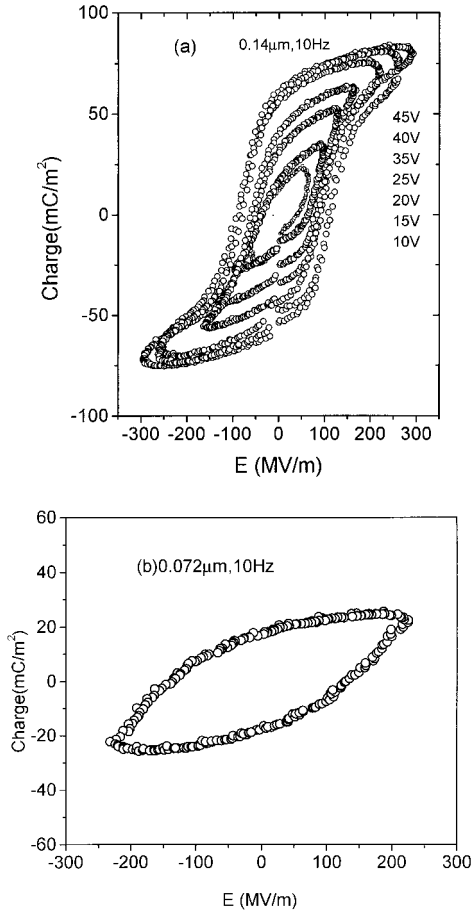 (a)
0.14μm,10Hz
100
50
0
-50
-100
Charge(mC/m²)
45V
40V
35V
25V
20V
15V
10V
-300 -200 -100 0 100 200 300
E (MV/m)
60
40
20
0
-20
-40
-60
Charge(mC/m²)
(b)0.072μm,10Hz
-300 -200 -100 0 100 200 300
E (MV/m)